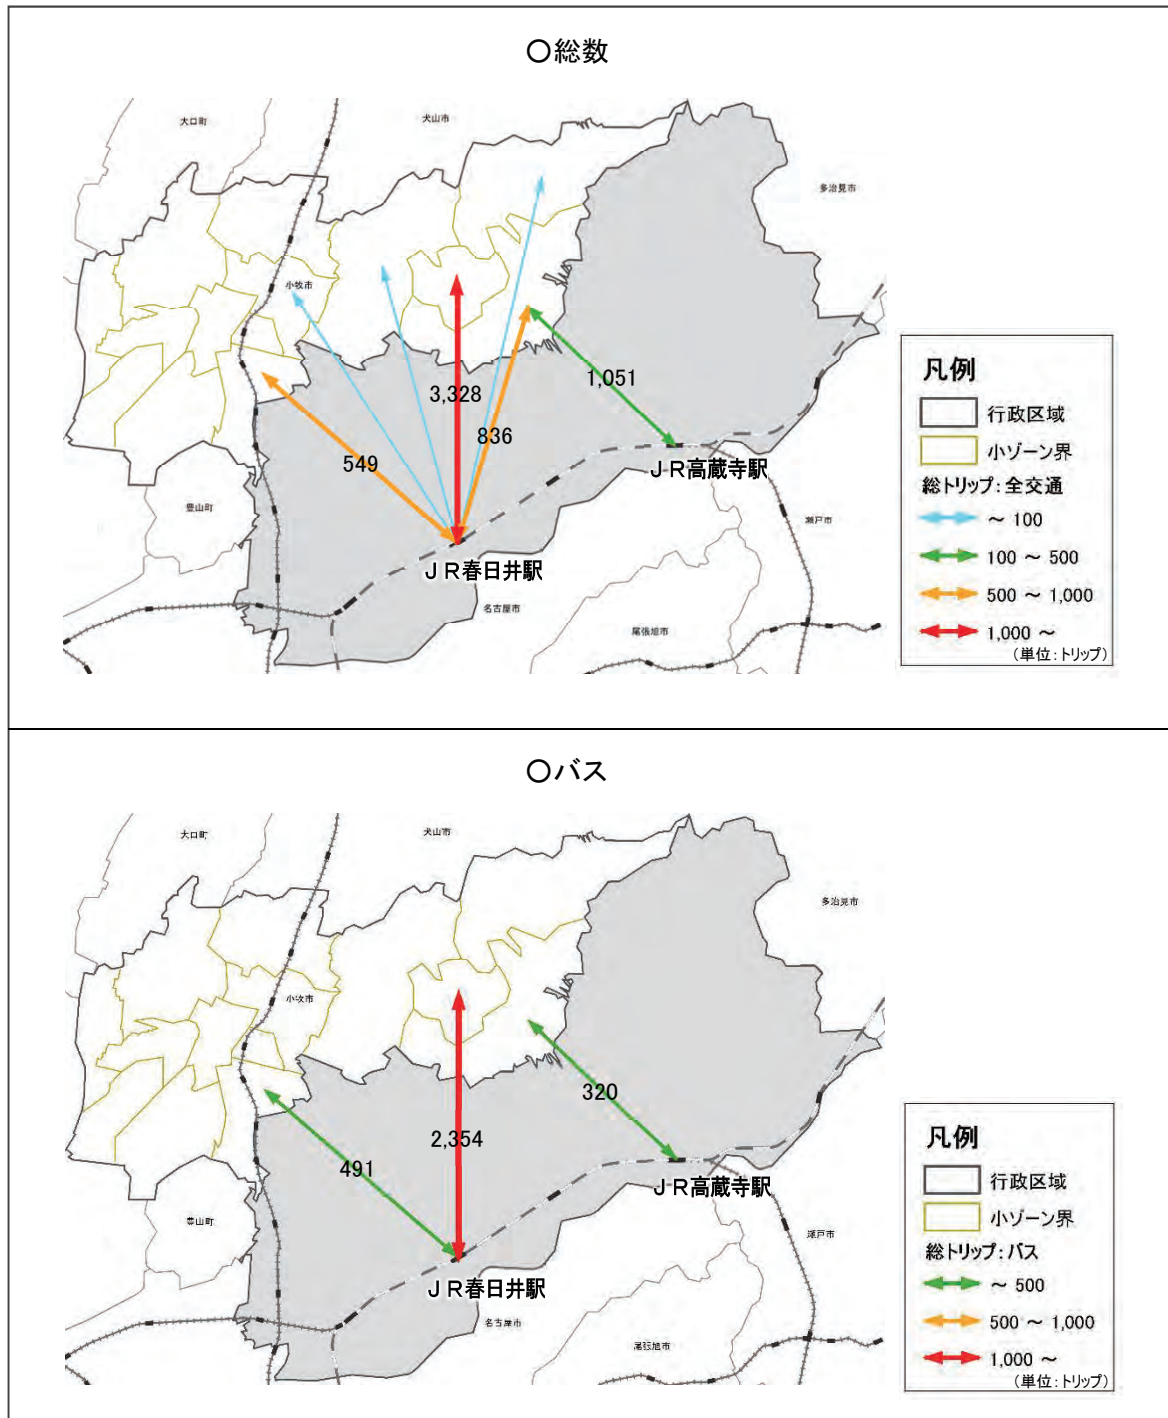 〇総数
大口町
犬山市
多治見市
小牧市
1,051
3,328
836
549
ＪＲ高蔵寺駅
豊山町
瀬戸市
ＪＲ春日井駅
名古屋市
尾張旭市
凡例
行政区域
小ゾーン界
総トリップ：全交通
～ 100
100 ～ 500
500 ～ 1,000
1,000 ～
（単位：トリップ）
〇バス
大口町
犬山市
多治見市
小牧市
320
2,354
491
ＪＲ高蔵寺駅
豊山町
瀬戸市
ＪＲ春日井駅
名古屋市
尾張旭市
凡例
行政区域
小ゾーン界
総トリップ：バス
～ 500
500 ～ 1,000
1,000 ～
（単位：トリップ）